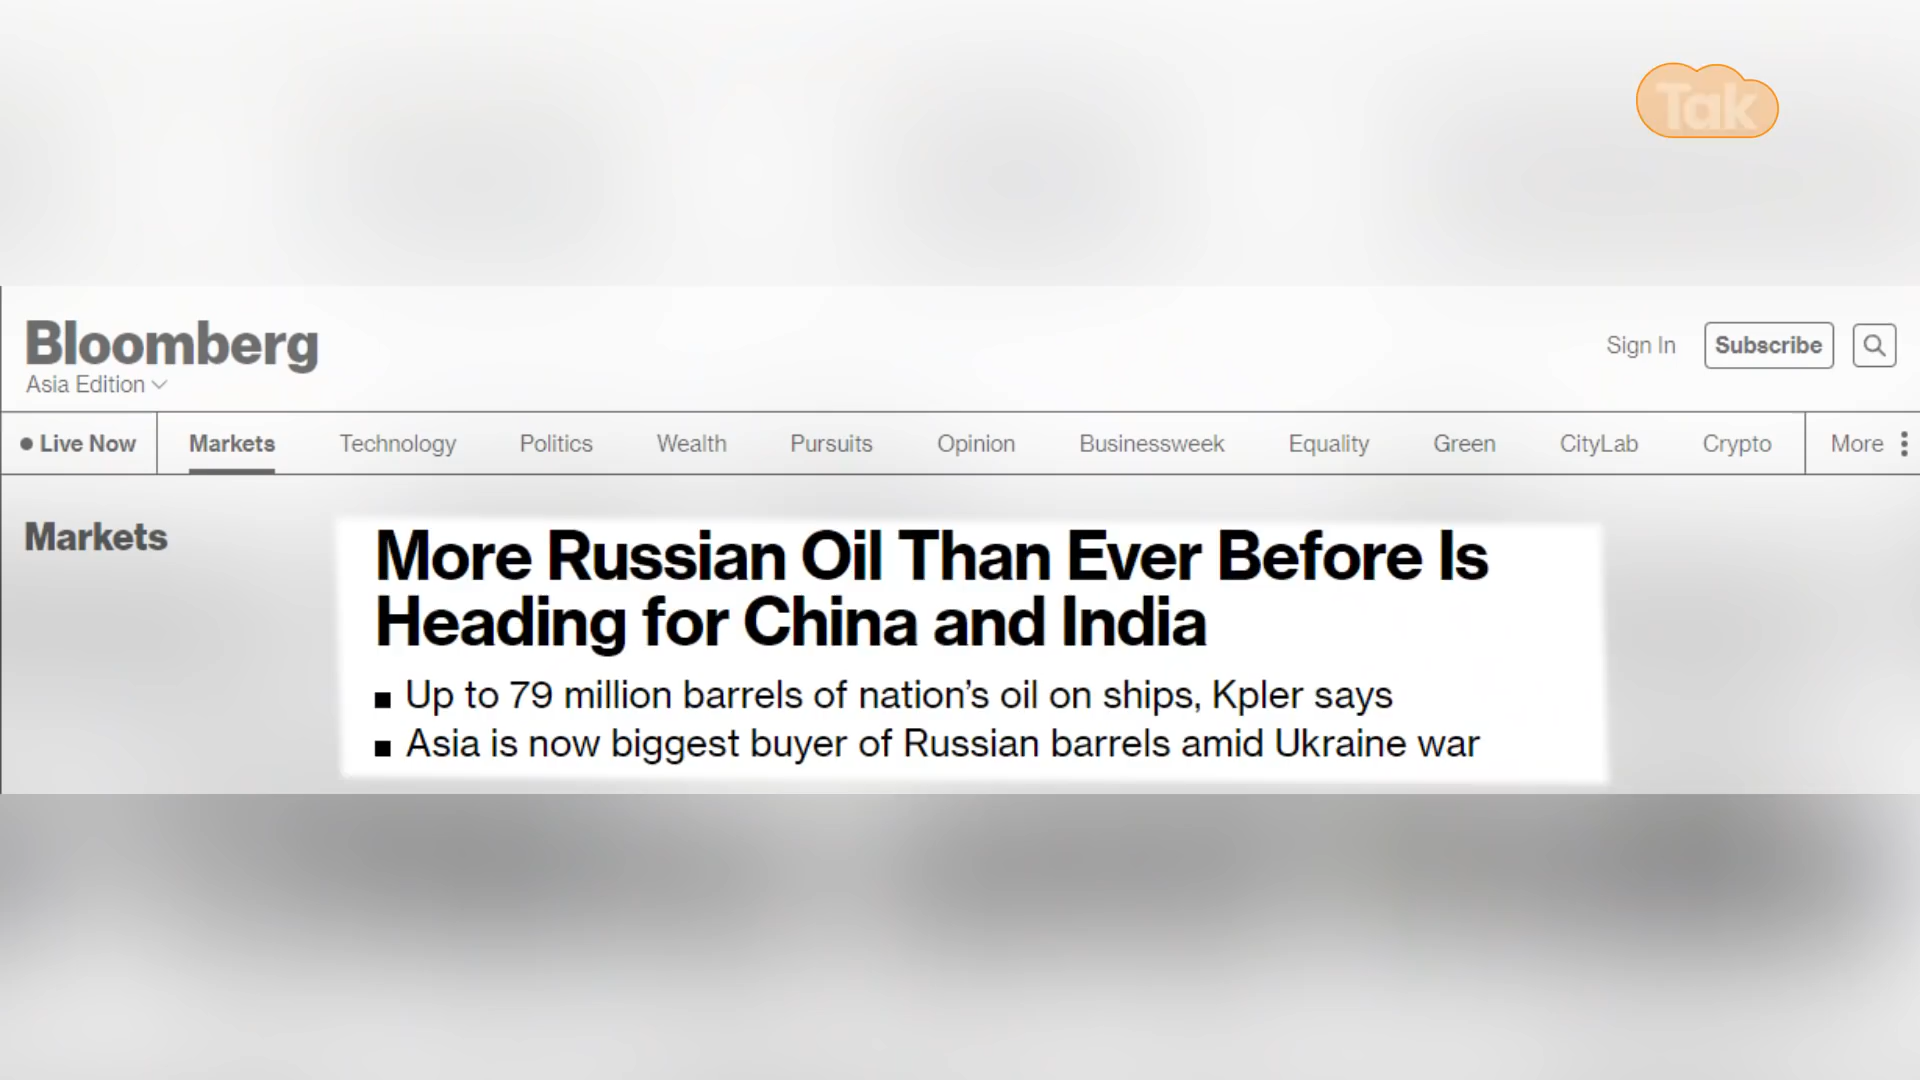 Tak
Bloomberg
Sign In Subscribe
Asia Edition
Live Now Markets Technology Politics Wealth Pursuits Opinion Businessweek Equality Green CityLab Crypto More
Markets
More Russian Oil Than Ever Before Is
Heading for China and India
■ Up to 79 million barrels of nation’s oil on ships, Kpler says
■ Asia is now biggest buyer of Russian barrels amid Ukraine war